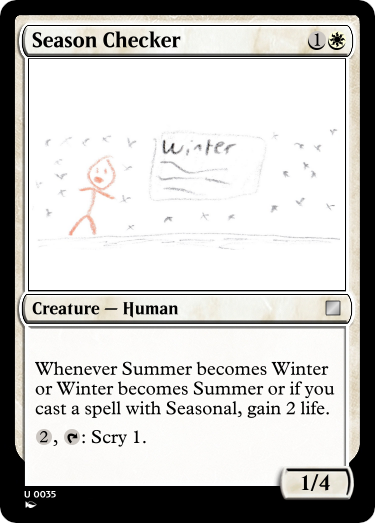 Season Checker 1
Winter
Creature — Human
Whenever Summer becomes Winter
or Winter becomes Summer or if you
cast a spell with Seasonal, gain 2 life.
2, : Scry 1.
1/4
U 0035